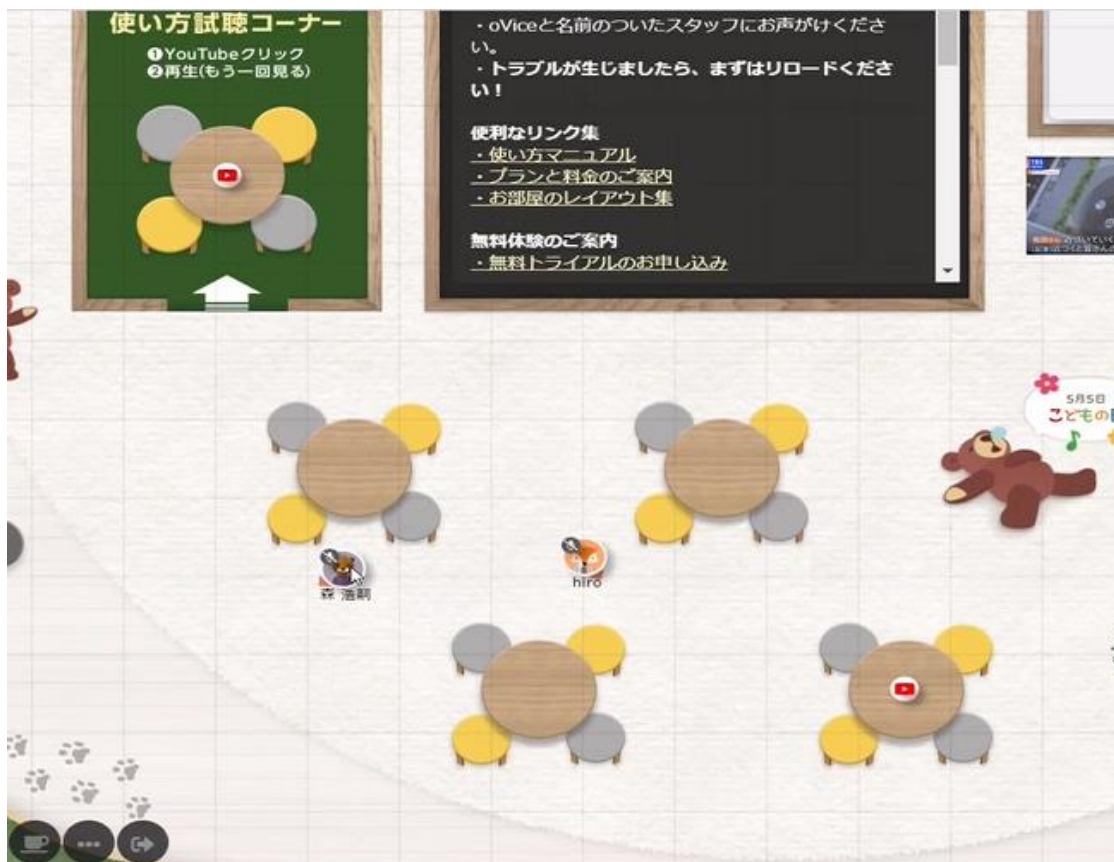 使い方試聴コーナー
❶YouTubeクリック
❷再生(もう一回見る)
・oViceと名前のついたスタッフにお声がけくださ
い。
・トラブルが生じましたら、まずはリロードくださ
い！
便利なリンク集
・使い方マニュアル
・プランと料金のご案内
・お部屋のレイアウト集
無料体験のご案内
・無料トライアルのお申し込み
5月5日
こどもの
森 浩嗣
hiro